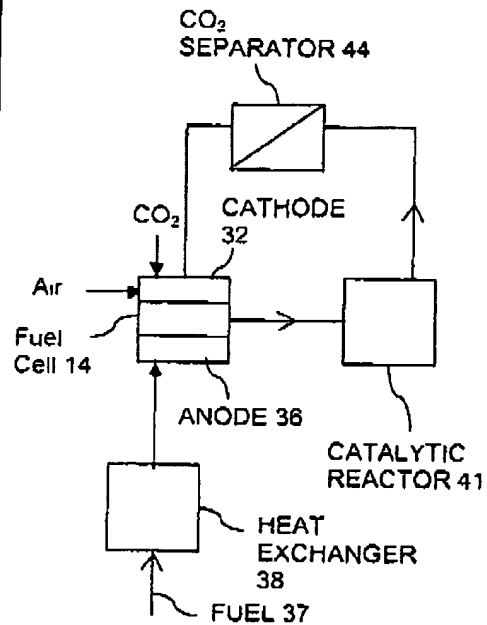 CO₂
SEPARATOR 44
CO₂
CATHODE
32
Air
Fuel
Cell 14
ANODE 36
CATALYTIC
REACTOR 41
HEAT
EXCHANGER
38
FUEL 37